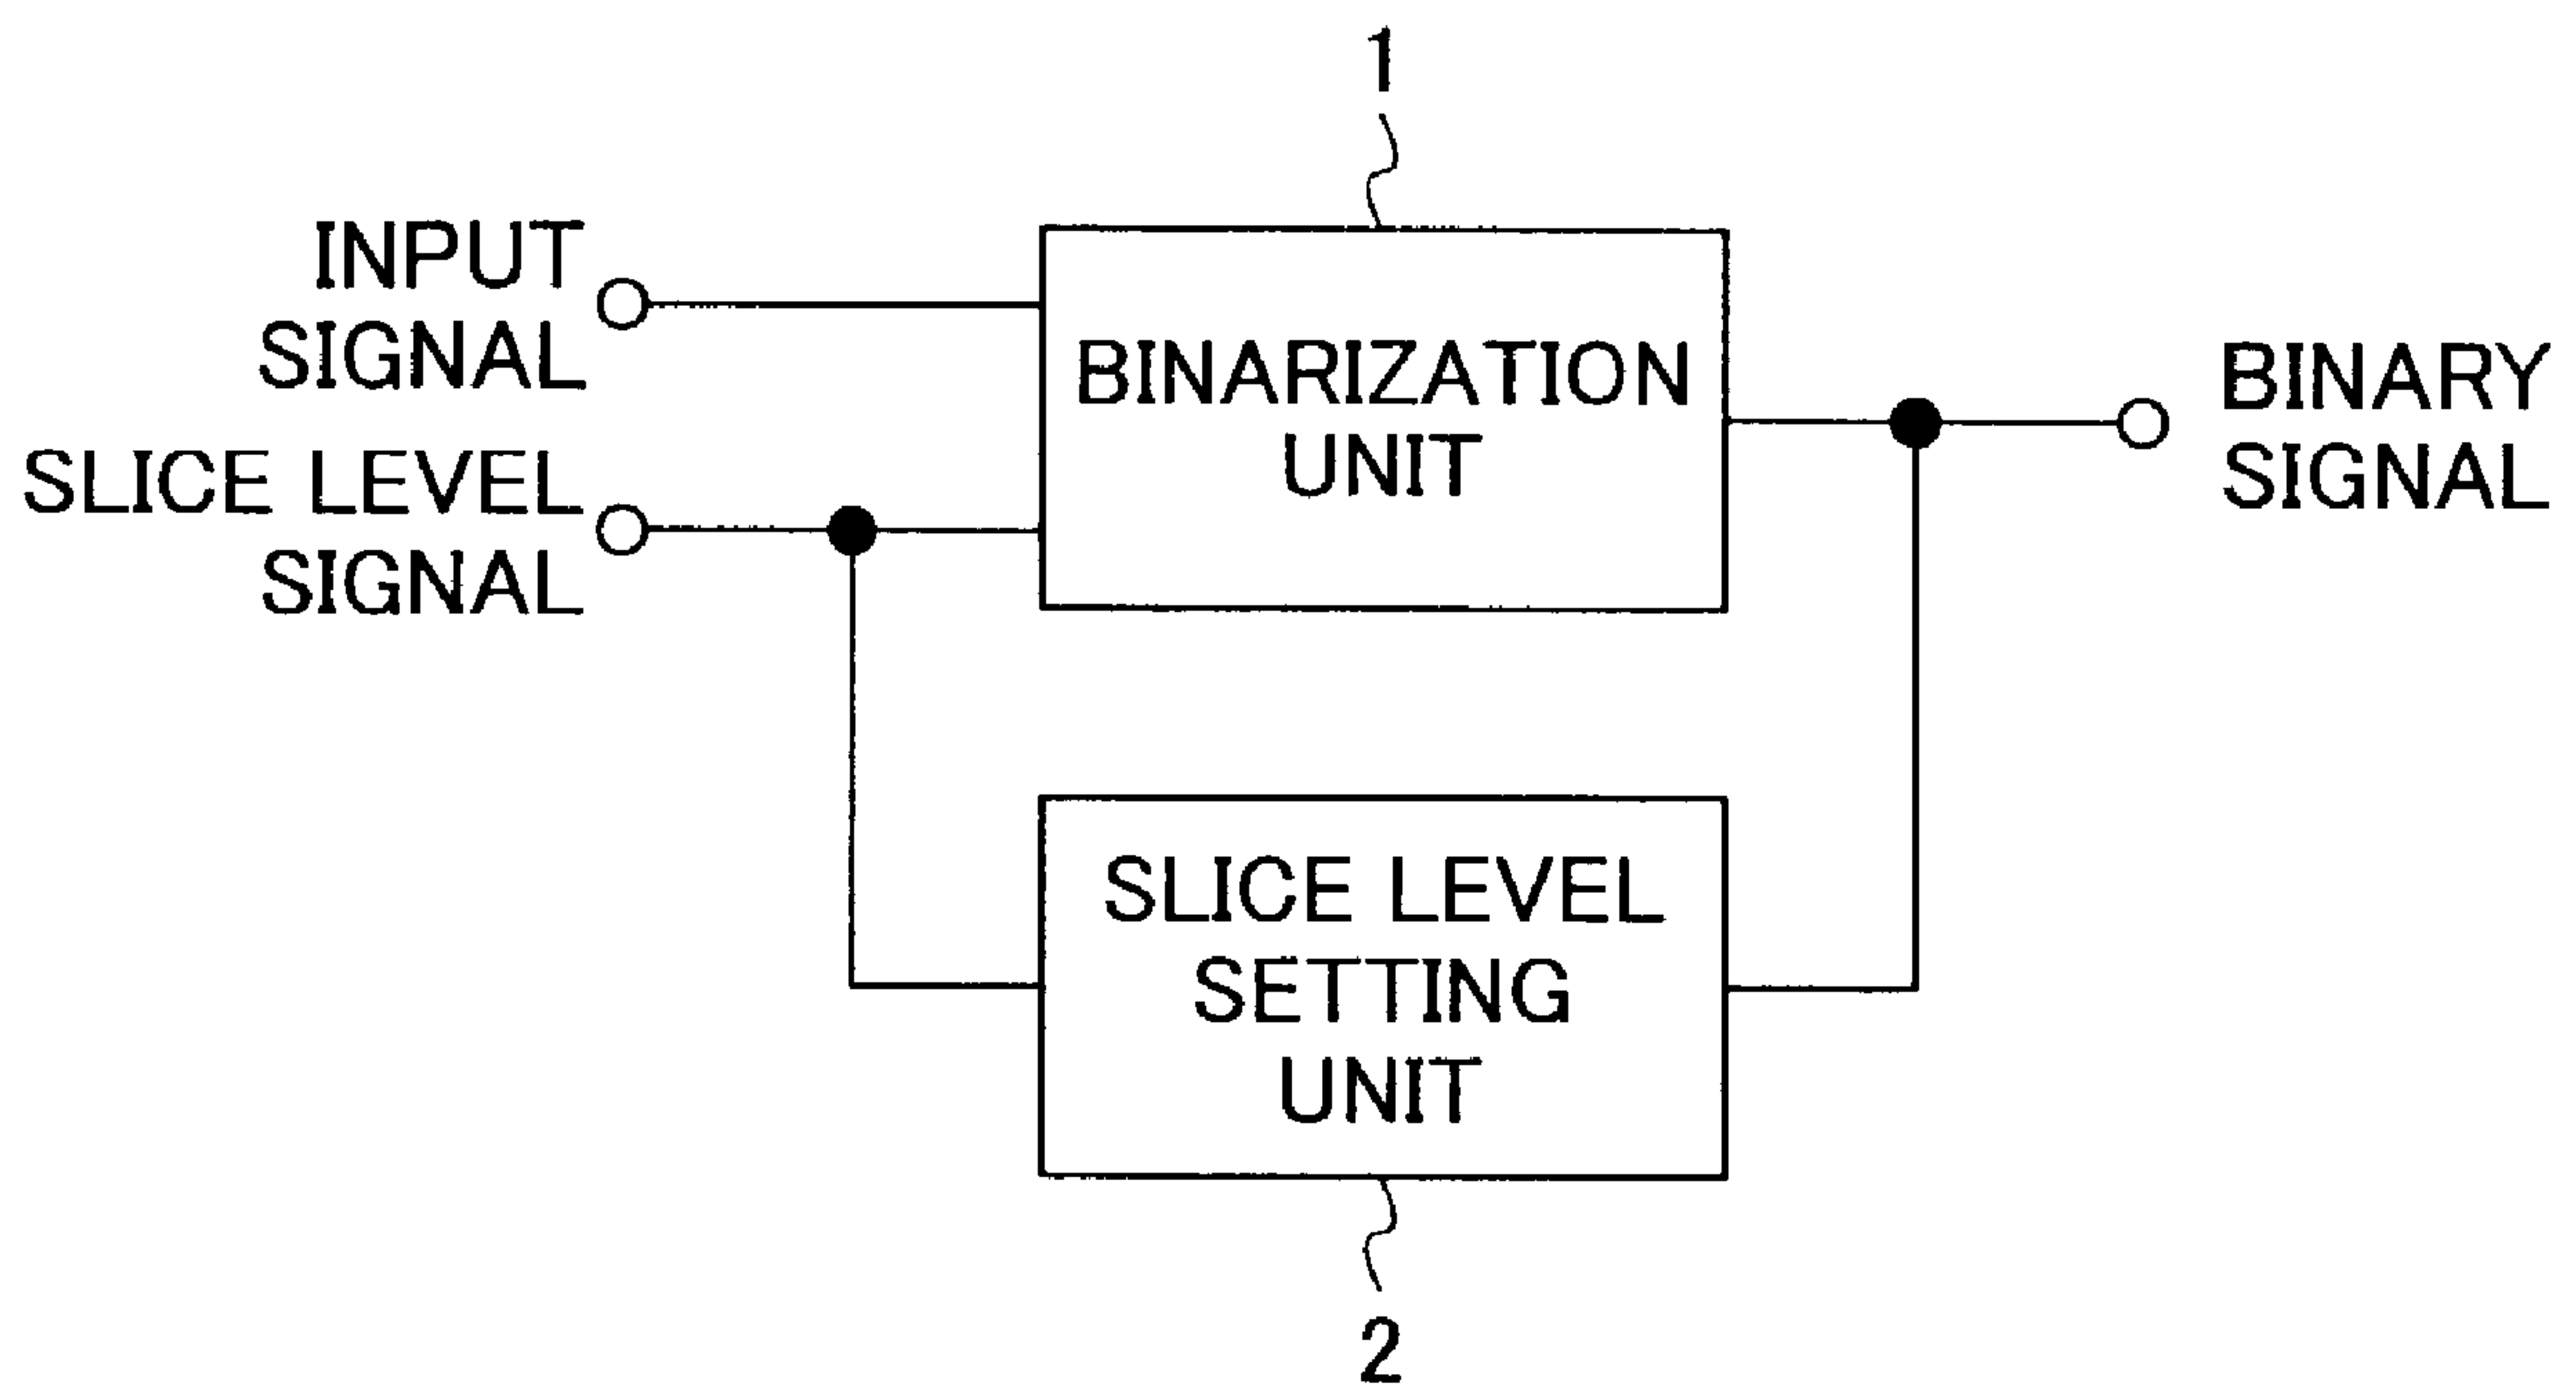 1
INPUT
SIGNAL
SLICE LEVEL
SIGNAL
BINARIZATION
UNIT
BINARY
SIGNAL
SLICE LEVEL
SETTING
UNIT
2